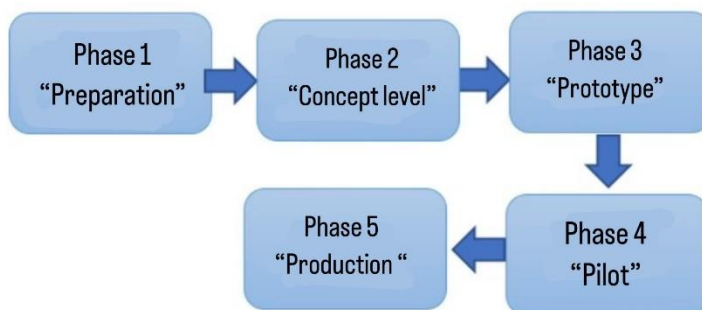 Phase 1
“Preparation”
Phase 2
“Concept level”
Phase 3
“Prototype”
Phase 4
“Pilot”
Phase 5
“Production “